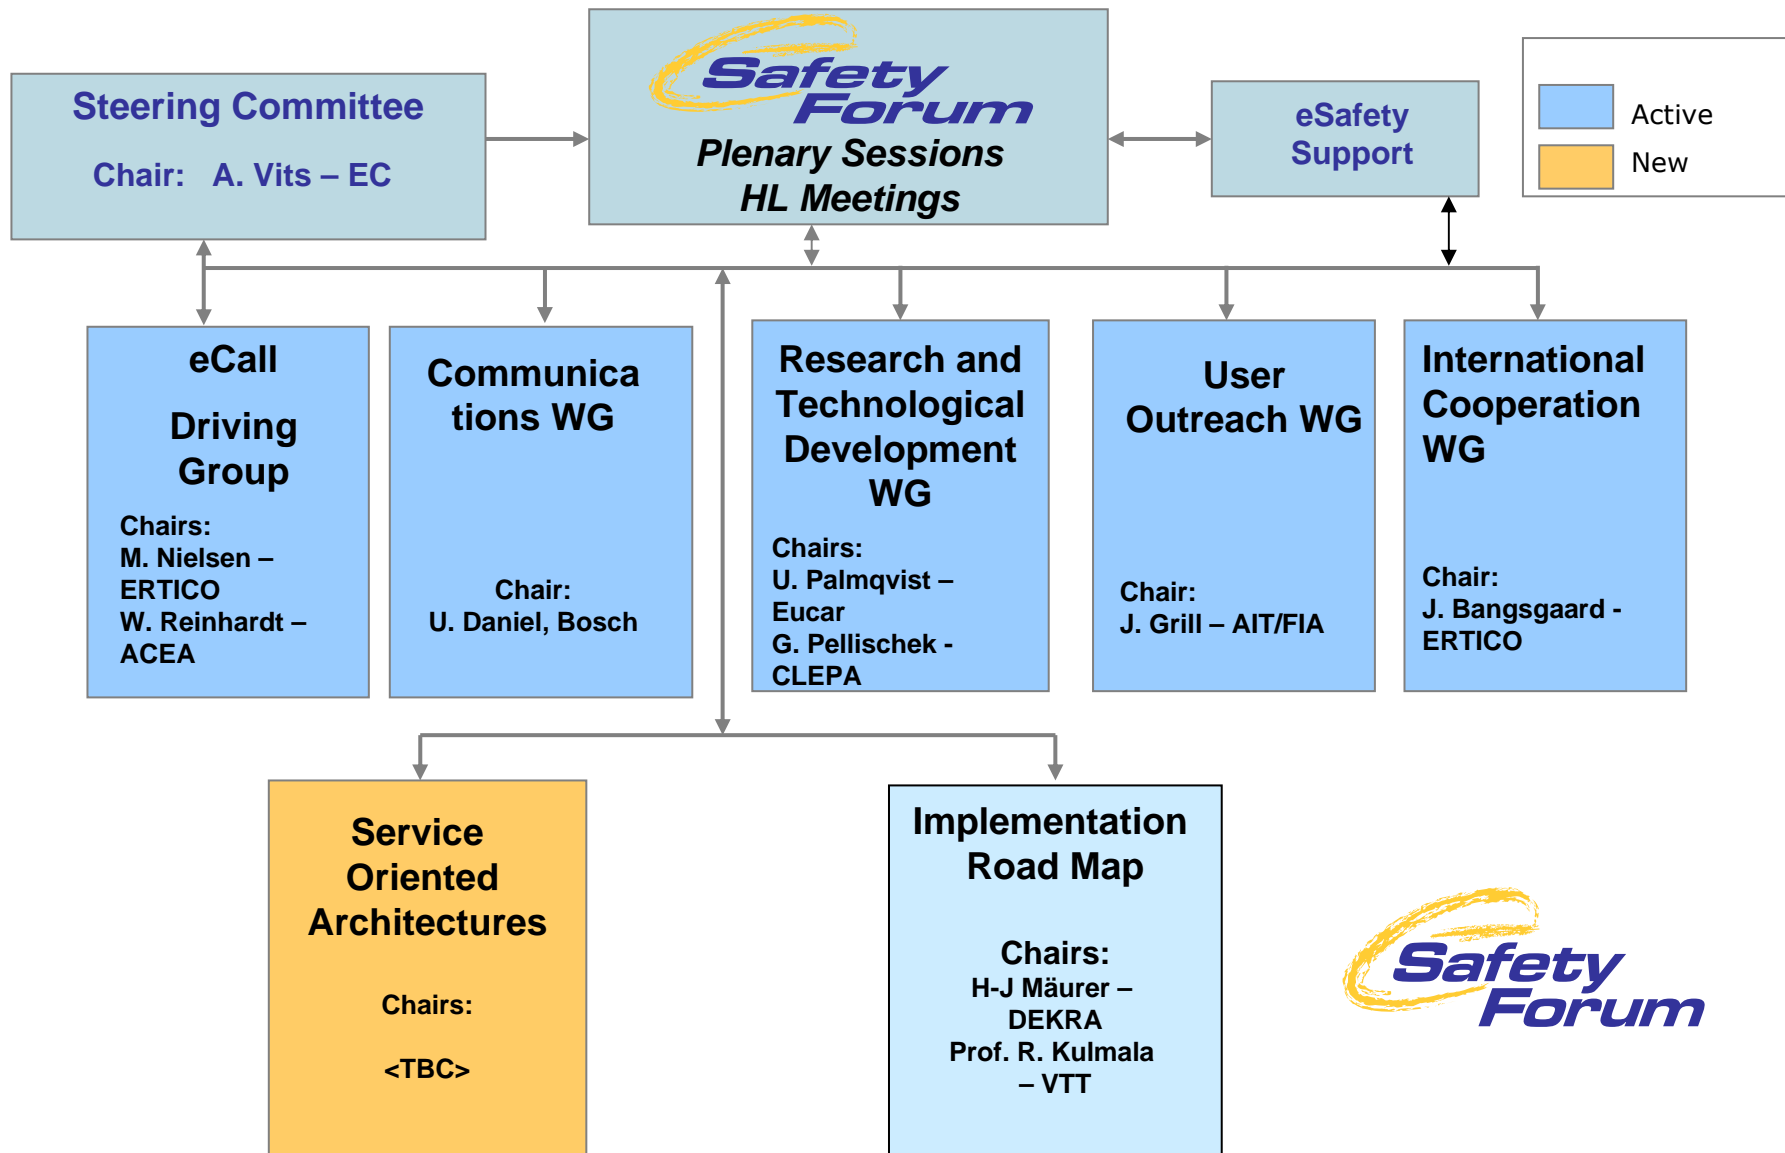 Steering Committee
Chair: A. Vits – EC
Safety
Forum
Plenary Sessions
HL Meetings
eSafety
Support
Active
New
eCall
Driving
Group
Chairs:
M. Nielsen –
ERTICO
W. Reinhardt –
ACEA
Communica
tions WG
Chair:
U. Daniel, Bosch
Research and
Technological
Development
WG
Chairs:
U. Palmqvist –
Eucar
G. Pellischek -
CLEPA
User
Outreach WG
Chair:
J. Grill – AIT/FIA
International
Cooperation
WG
Chair:
J. Bangsgaard -
ERTICO
Service
Oriented
Architectures
Chairs:
<TBC>
Implementation
Road Map
Chairs:
H-J Mäurer –
DEKRA
Prof. R. Kulmala
– VTT
Safety
Forum